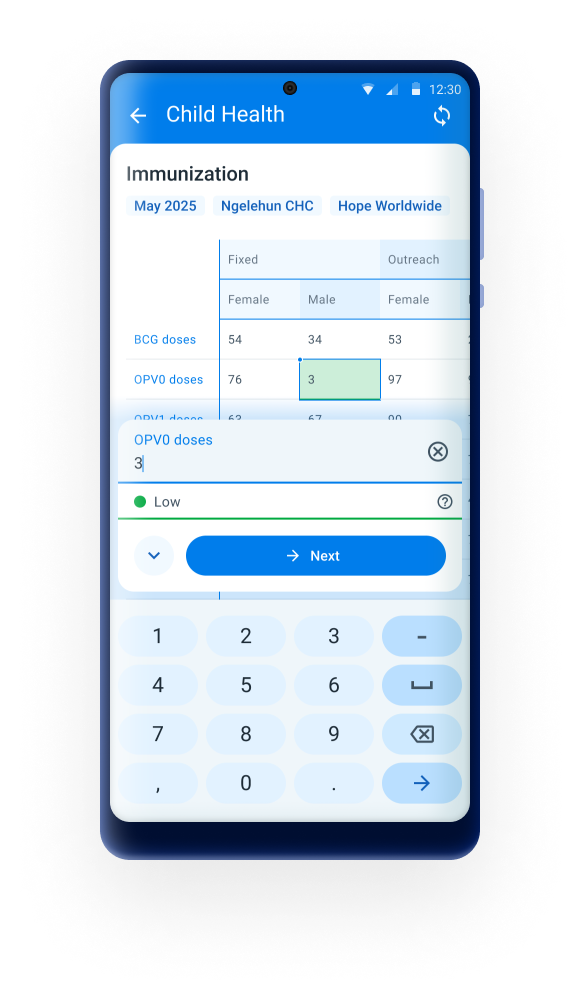 12:30
Child Health
Immunization
May 2025 Ngelehun CHC Hope Worldwide
Fixed Outreach
Female Male Female
BCG doses 54 34 53
OPV0 doses 76 3 97
OPV1 doses 63 67 90
OPV0 doses
3
Low
Next
1 2 3 -
4 5 6
7 8 9
, 0 .